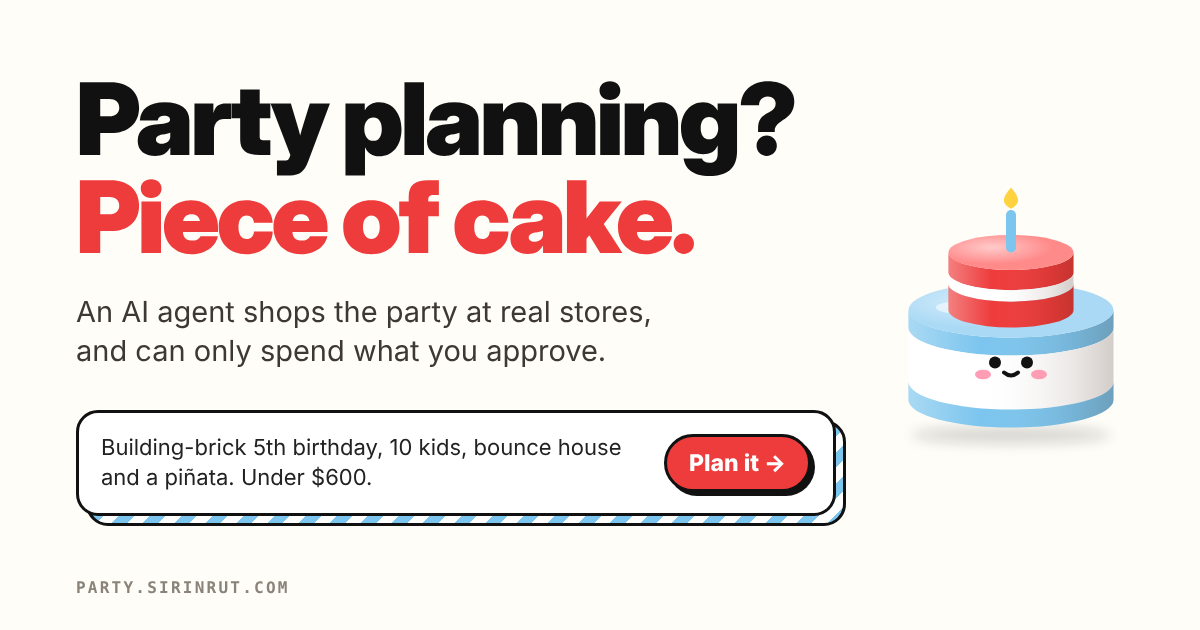 Party planning?
Piece of cake.
An AI agent shops the party at real stores,
and can only spend what you approve.
Building-brick 5th birthday, 10 kids, bounce house
and a piñata. Under $600.
Plan it →
PARTY.SIRINRUT.COM